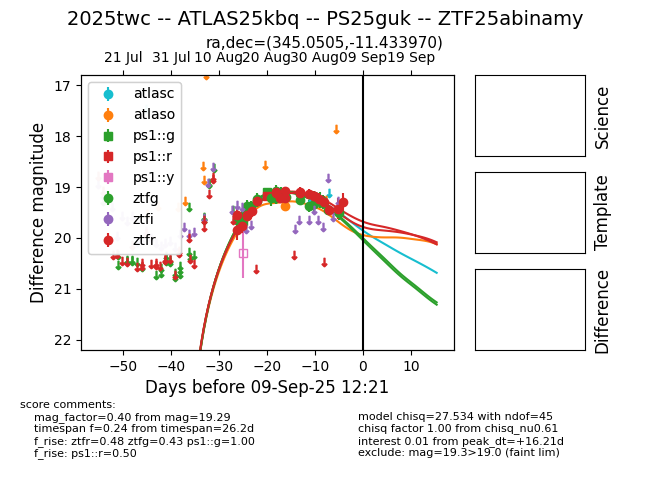 2025twc -- ATLAS25kbq -- PS25guk -- ZTF25abinamy
ra,dec=(345.0505,-11.433970)
21 Jul 31 Jul 10 Aug 20 Aug 30 Aug 09 Sep 19 Sep
atlasc
atlaso
ps1::g
ps1::r
ps1::y
ztfg
ztfi
ztfr
17
18
19
20
21
22
Difference magnitude
−50 −40 −30 −20 −10 0 10
Days before 09-Sep-25 12:21
Science
Template
Difference
score comments:
mag_factor=0.40 from mag=19.29
timespan f=0.24 from timespan=26.2d
f_rise: ztfr=0.48 ztfg=0.43 ps1::g=1.00
f_rise: ps1::r=0.50
model chisq=27.534 with ndof=45
chisq factor 1.00 from chisq_nu0.61
interest 0.01 from peak_dt=+16.21d
exclude: mag=19.3>19.0 (faint lim)